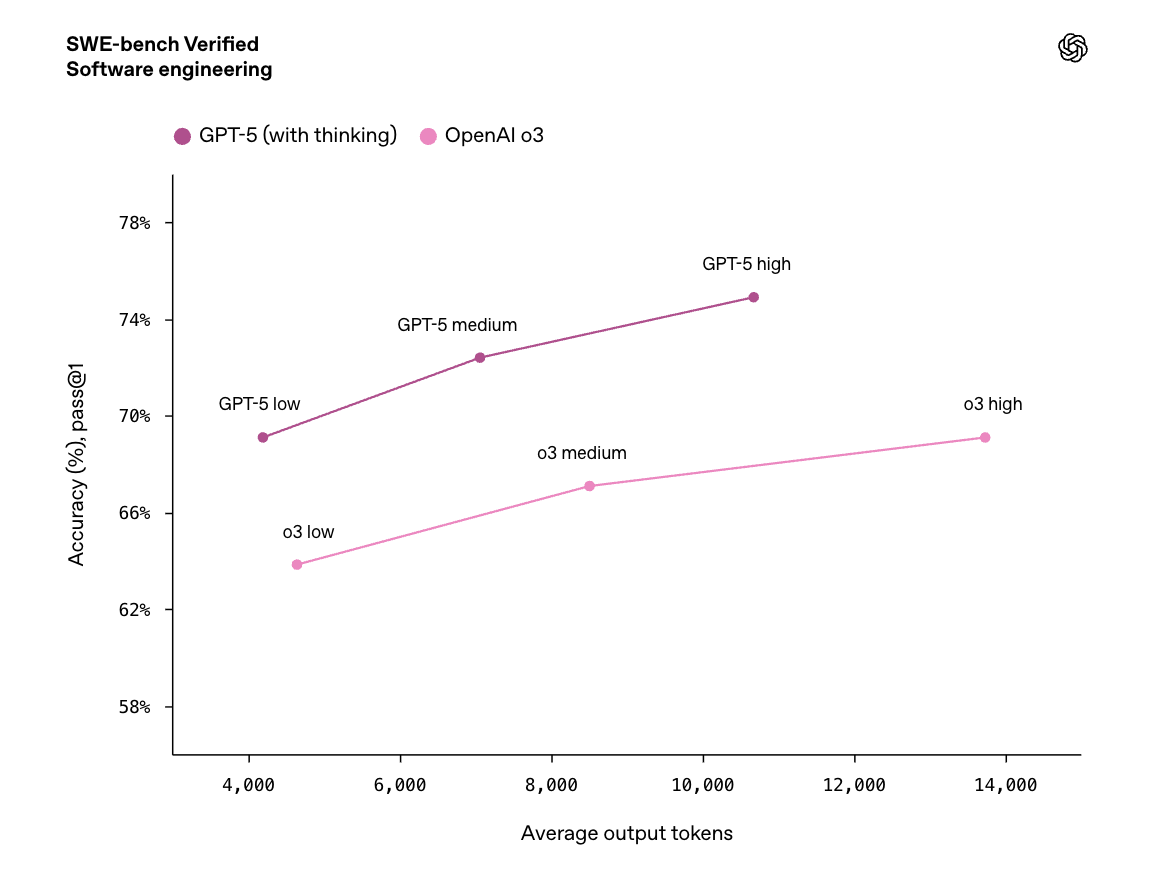 SWE-bench Verified
Software engineering
GPT-5 (with thinking)
OpenAI o3
78%
74%
70%
66%
62%
58%
Accuracy (%), pass@1
GPT-5 high
GPT-5 medium
GPT-5 low
o3 high
o3 medium
o3 low
4,000
6,000
8,000
10,000
12,000
14,000
Average output tokens